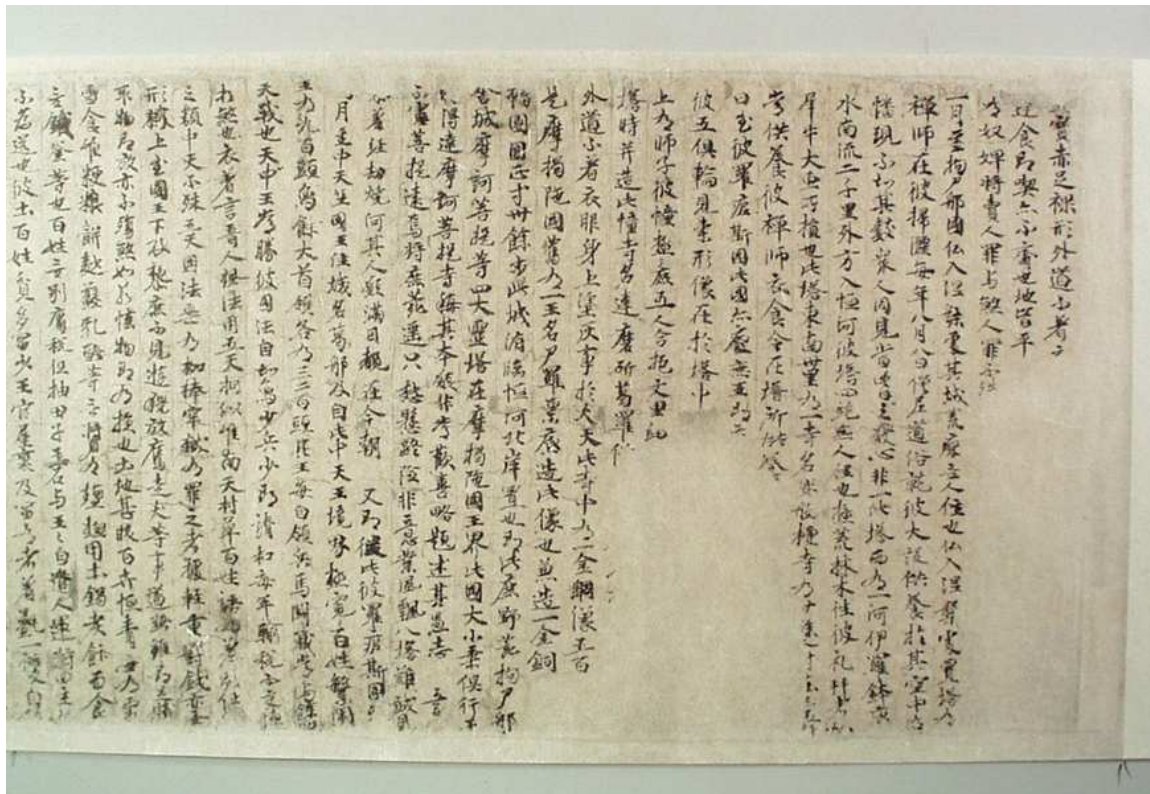 寶赤足裸形外道不著
逕食即喫亦不齋也地皆平
有奴婢將賣人罪與煞人罪不殊
一月至拘尸那國仏入涅槃處其城荒廢無人住也仏入涅槃處置塔有
禪師在彼掃灑每年八月八日僧尼道俗就彼大設供養於其空中有
幡現不知其數眾人同見當此之日發心非一此塔西有一河伊羅鉢底
水南流二千里外方入恒河彼塔四絕無人住也極荒林木往彼礼拜者
犀牛大虫所損也此塔東南卅里有一寺名娑般檀寺有
常供養彼禪師衣食令在塔所供養
日至彼羅痆斯國此國亦廢無王即六
彼五俱輪見素形像在於塔中
上有師子彼幢極麁五人合抱文里細
塔時并造此幢寺名達磨斫葛羅僧
外道不著衣服身上塗灰事於大天此寺中有一金銅像五百
是摩揭陁國舊有一王名尸羅票底造此像也兼造一金銅
輻團圓正等卅餘步此城俯臨恒河北岸置也即此鹿野苑拘尸那
舍城摩訶菩提等四大靈塔在摩揭陁國王界此國大小乘俱行于
得達摩訶菩提寺稱其本願非常歡喜略題述其愚志 五言
不慮菩提遠焉將鹿苑遙只愁懸路險非意業風飄八塔難誠見
參著經劫燒何其人願滿目覩在今朝 又即從此彼羅痆斯國
月至中天竺國王住城名葛那及自此中天王境界極寬百姓繁鬧
王有九百頭象餘大首領各有三二百頭其王每自領兵馬鬪戰常與餘
天戰也天中王常勝彼國法自知象少兵少即請和每年輸稅不交陣
相煞也衣著言音人風法用五天相似唯南天村草百姓語有差別仕
之類中天不殊五天國法無有枷棒牢獄有罪之者據輕重罰錢亦無
形戮上至國王下及黎庶不見遊獵放鷹走犬等事道路雖即足賊
取物即放亦不殤煞如若恡物即有損也土地甚暖百卉恒青無有霜
雪食唯粳糧餅麨蘇乳酪等無醬有鹽惣用土鍋煮飯而食
無鐵釜等也百姓無別庸稅但抽田子一石與王王自遣人運將田主
不為送也彼土百姓貧多富少王官屋裏及富有者著氎一雙自